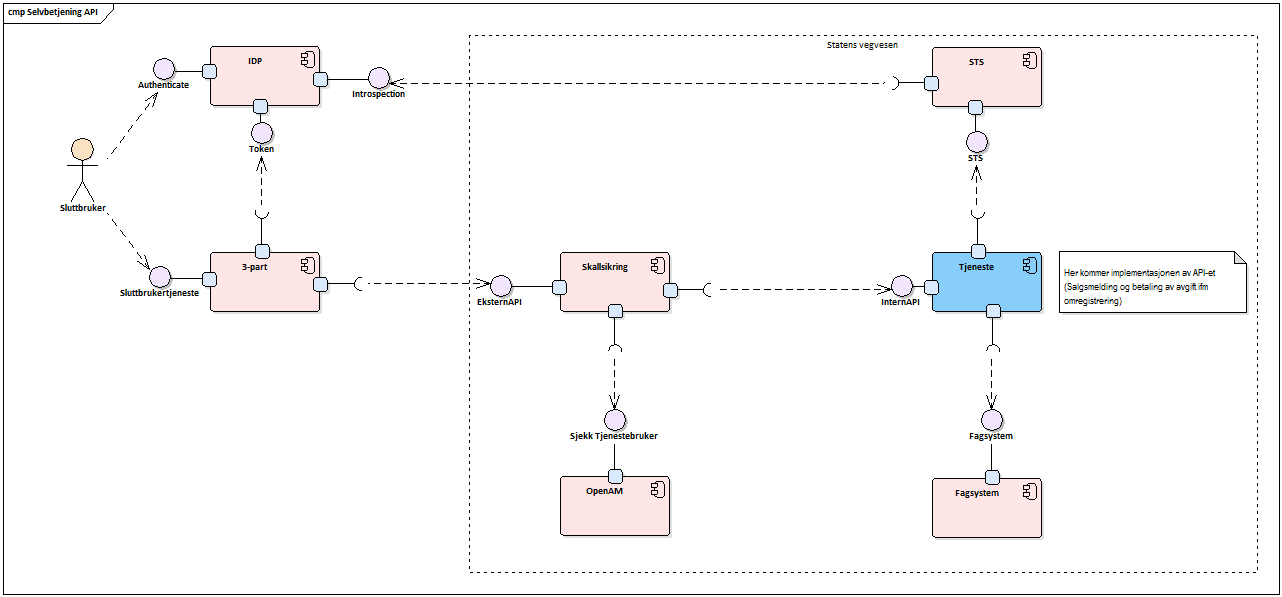 cmp Selvbetjening API
Statens vegvesen
IDP
STS
Authenticate
Introspection
Token
STS
Sluttbruker
3-part
Skallsikring
Tjeneste
Her kommer implementasjonen av API-et
(Salgsmelding og betaling av avgift ifm
omregistrering)
Sluttbrukertjeneste
EksternAPI
InternAPI
Sjekk Tjenestebruker
Fagsystem
OpenAM
Fagsystem